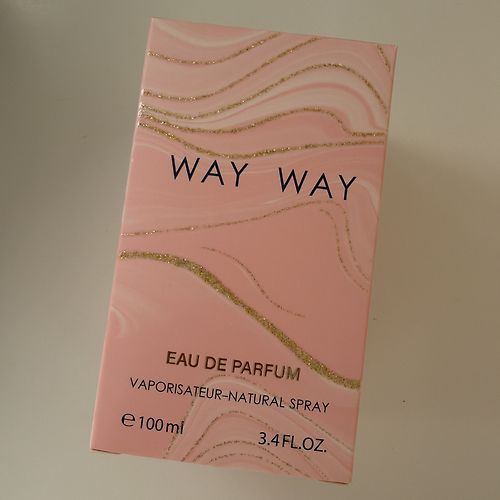 WAY WAY
EAU DE PARFUM
VAPORISATEUR-NATURAL SPRAY
℮100ml
3.4FL.OZ.